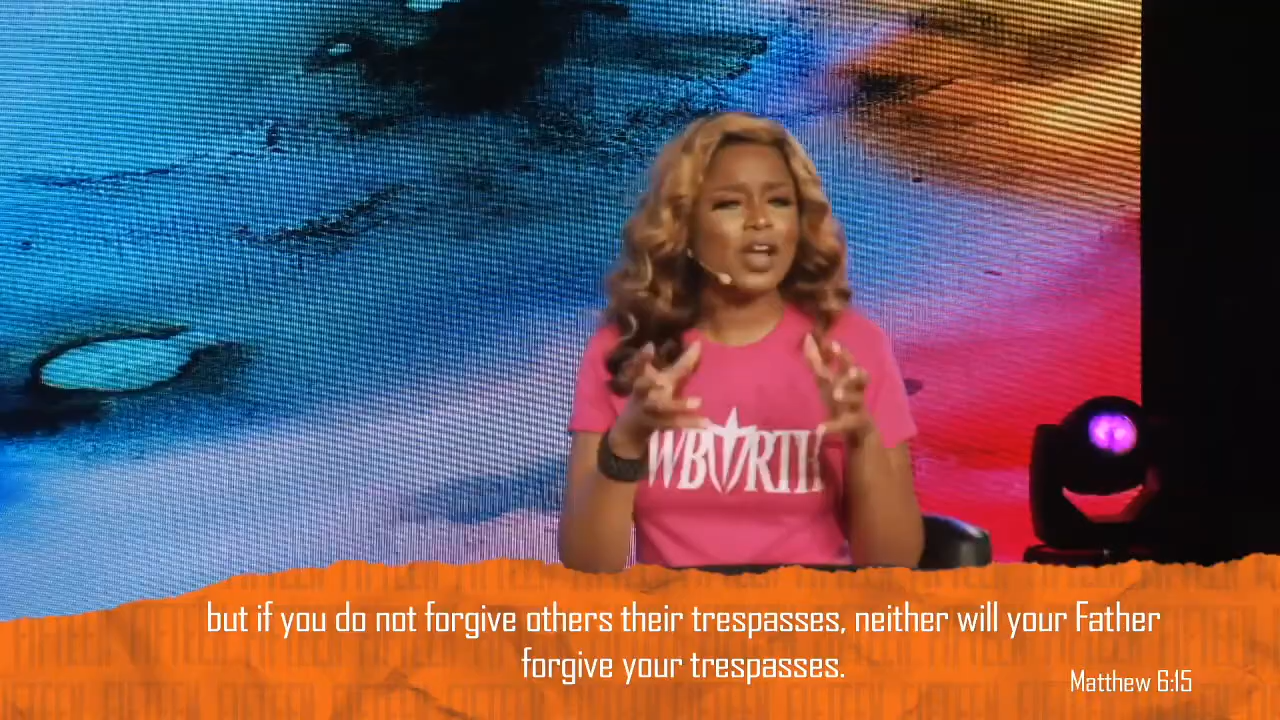 WBORTH
but if you do not forgive others their trespasses, neither will your Father
forgive your trespasses.
Matthew 6:15